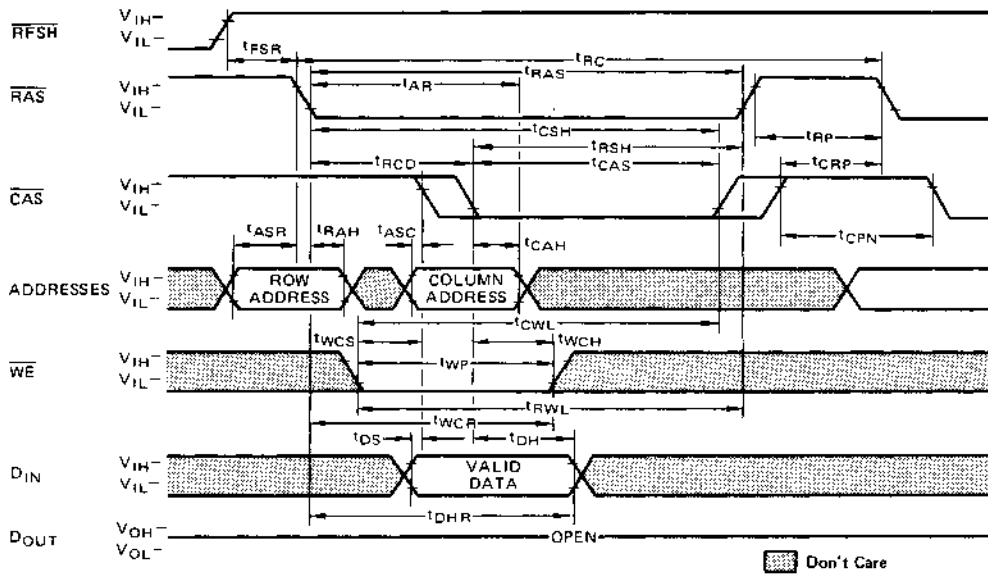 RFSH VIH-
VIL-
tFSR tRC
tRAS
RAS VIH-
VIL-
tAR
tCSH
tRP
tRSH
tRCD tCAS tCRP
CAS VIH-
VIL-
tASR tRAH tASC tCAH tCPN
ADDRESSES VIH-
VIL-
ROW ADDRESS
COLUMN ADDRESS
tCWL
tWCS tWCH
WE VIH-
VIL-
tWP
tRWL
tWCR
tDS tDH
DIN VIH-
VIL-
VALID DATA
tDHR
DOUT VOH-
VOL-
OPEN
Don't Care